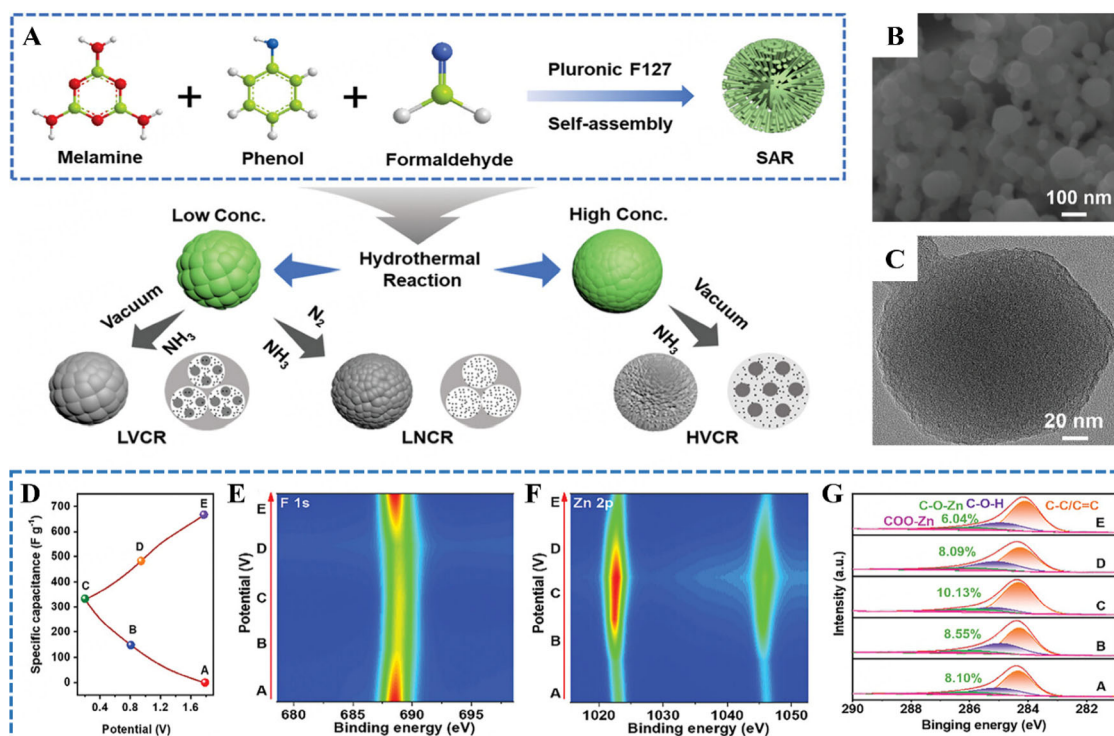 A
Melamine
+
Phenol
+
Formaldehyde
Pluronic F127
Self-assembly
SAR
B
100 nm
Low Conc.
Hydrothermal
Reaction
High Conc.
Vacuum
NH3
N2
NH3
Vacuum
NH3
LVCR
LNCR
HVCR
C
20 nm
D
Specific capacitance (F g⁻¹)
700
600
500
400
300
200
100
0
E
D
C
B
A
0.4 0.8 1.2 1.6
Potential (V)
E
F 1s
Potential (V)
E
D
C
B
A
680 685 690 695
Binding energy (eV)
F
Zn 2p
Potential (V)
E
D
C
B
A
1020 1030 1040 1050
Binding energy (eV)
G
Intensity (a.u.)
C-O-Zn C-O-H C-C/C=C
COO-Zn 6.04% E
8.09% D
10.13% C
8.55% B
8.10% A
290 288 286 284 282
Binging energy (eV)